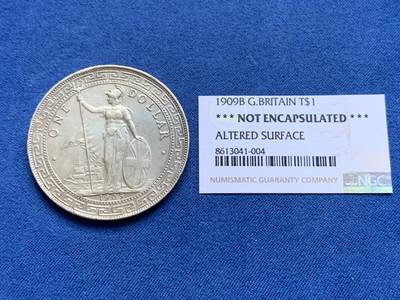 ONE DOLLAR
1909B G.BRITAIN T$1
*** NOT ENCAPSULATED ***
ALTERED SURFACE
8613041-004
NUMISMATIC GUARANTY COMPANY
NGC